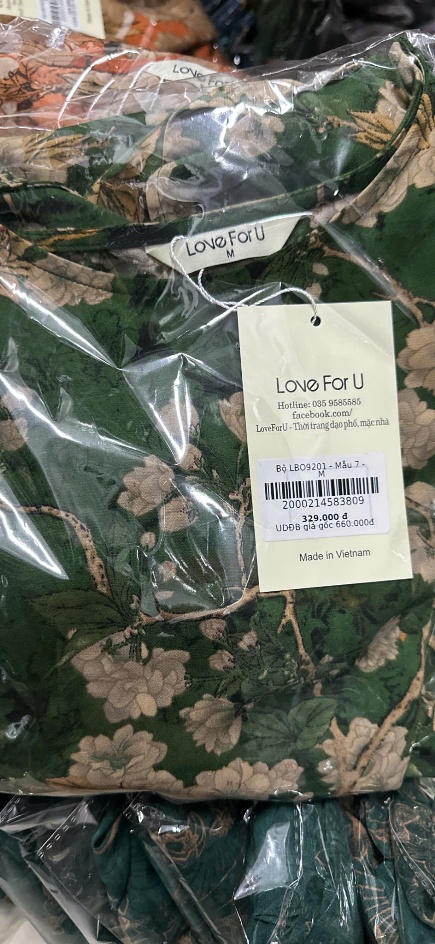 LOVE FOR U
LOVE FOR U
M
LOVE FOR U
Hotline: 035 9585585
facebook.com/
LoveForU - Thời trang dạo phố, mặc nhà
Bộ LBO9201 - Mẫu 7 -
M
2000214583809
329.000 đ
UDĐB giá gốc 660.000đ
Made in Vietnam